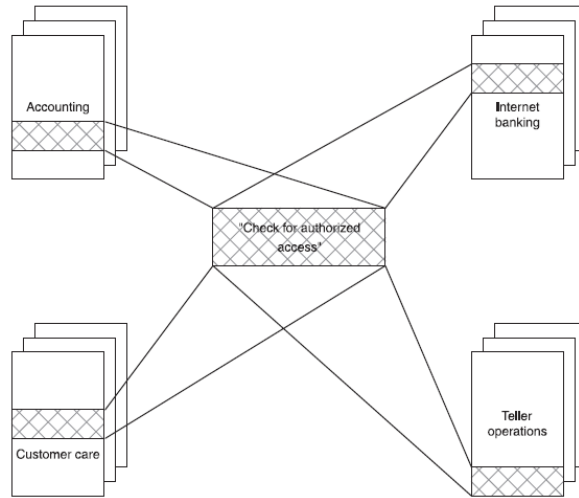 Accounting
Internet
banking
"Check for authorized
access"
Customer care
Teller
operations